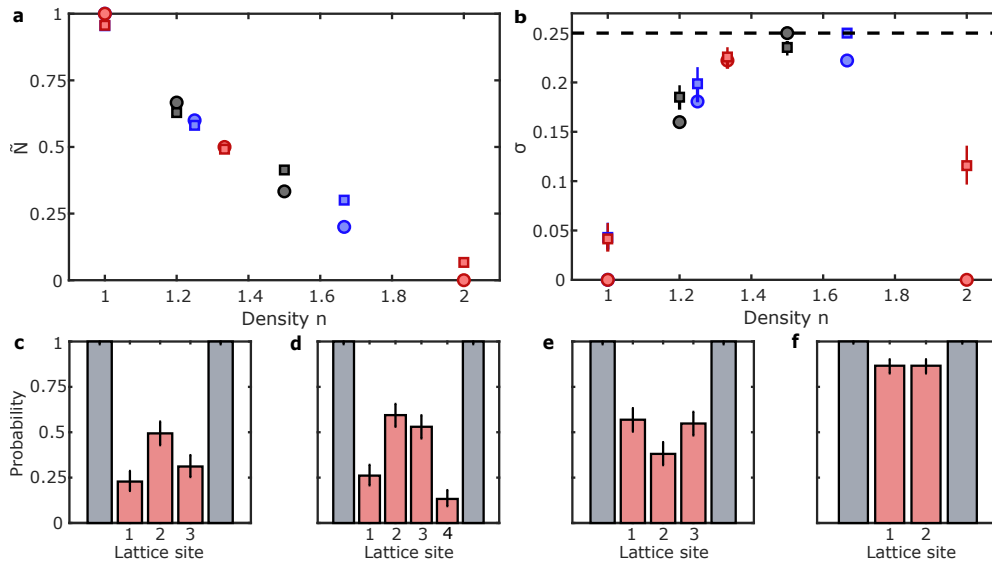 a
b
1
0.75
0.5
0.25
0
Ñ
1
1.2
1.4
1.6
1.8
2
Density n
0.25
0.2
0.15
0.1
0.05
0
σ
1
1.2
1.4
1.6
1.8
2
Density n
c
d
e
f
1
0.75
0.5
0.25
0
Probability
1 2 3
Lattice site
1 2 3 4
Lattice site
1 2 3
Lattice site
1 2
Lattice site